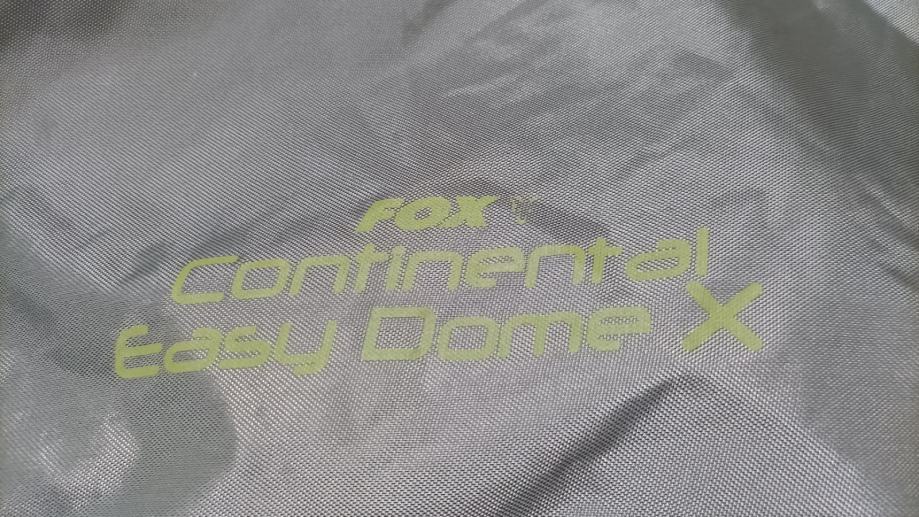 FOX
Continental
Easy Dome X